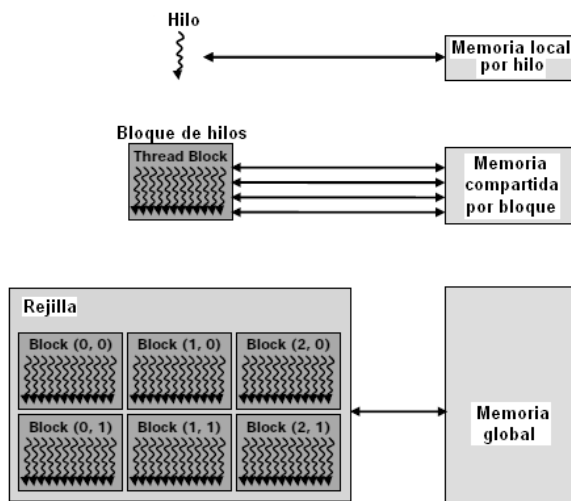 Hilo
Memoria local
por hilo
Bloque de hilos
Thread Block
Memoria
compartida
por bloque
Rejilla
Block (0, 0)
Block (1, 0)
Block (2, 0)
Block (0, 1)
Block (1, 1)
Block (2, 1)
Memoria
global